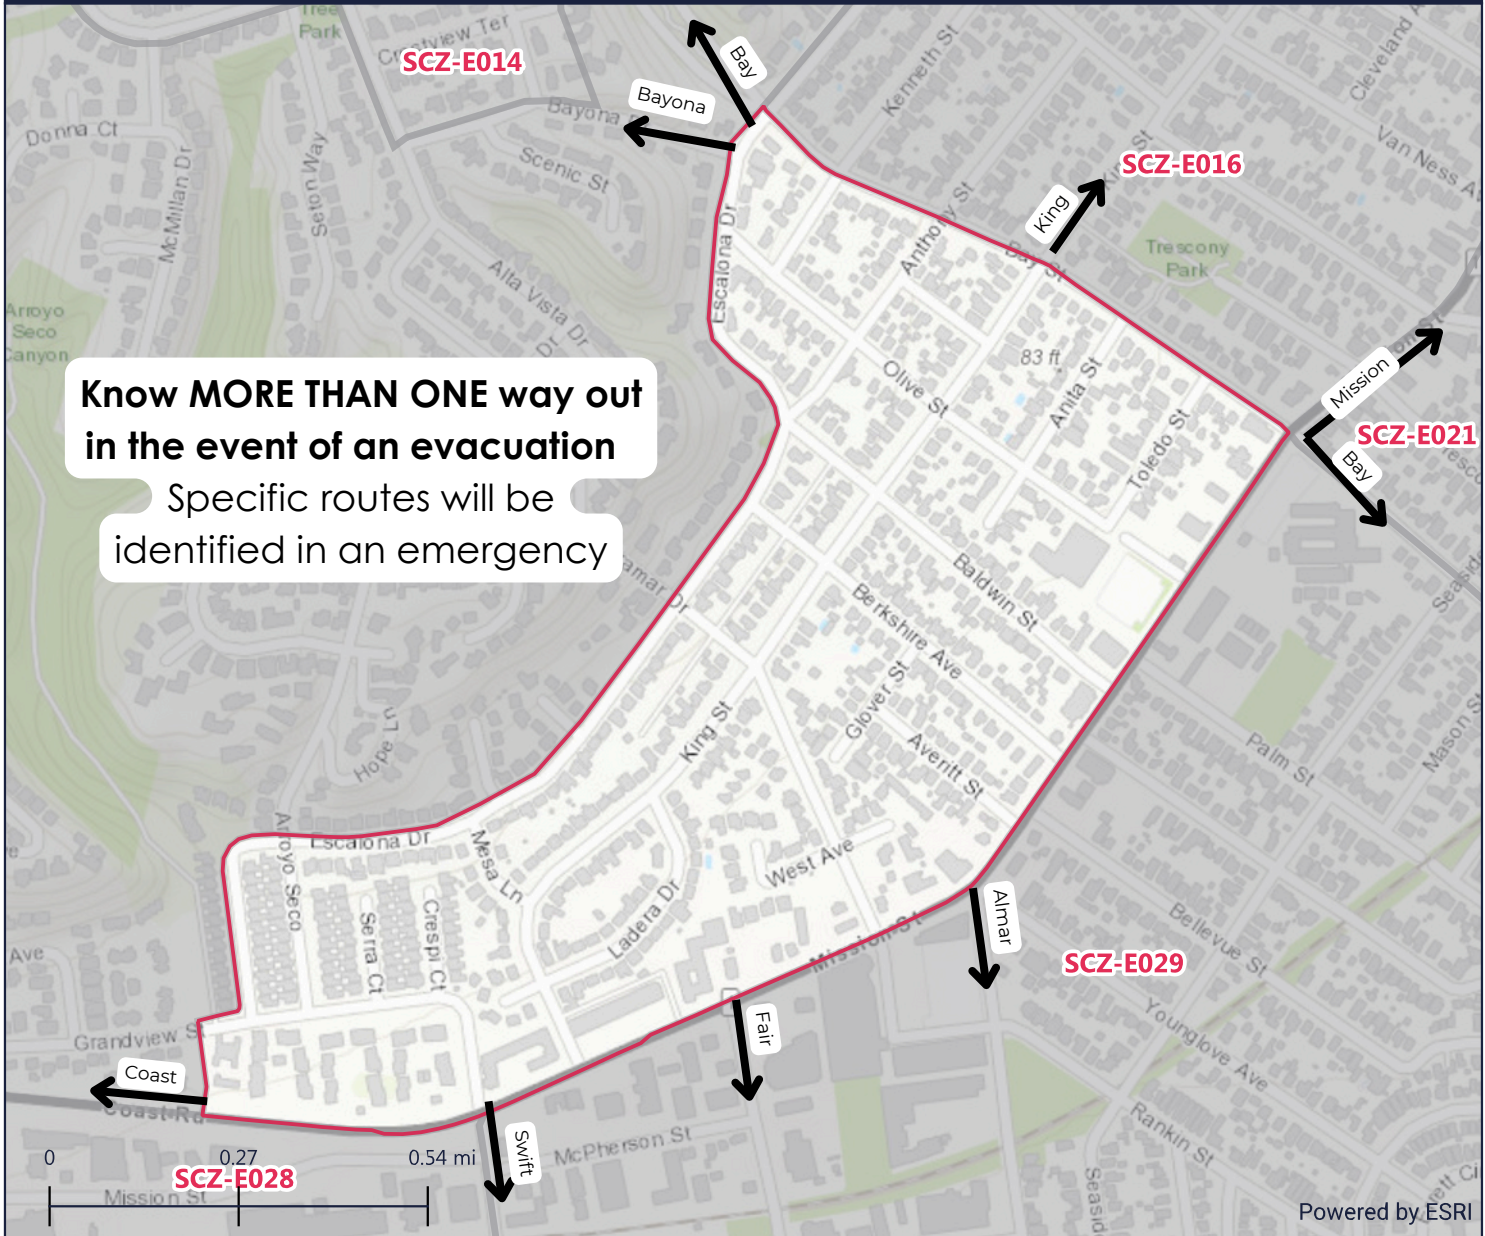 Tree
Park
Crestview Ter
SCZ-E014
Bay
Bayona
Bayona
Kenneth St
Cleveland
Donna Ct
McMillan Dr
Seton Way
Scenic St
Van Ness
King St
SCZ-E016
King
Anthony St
Bay St
Trescony
Park
Escalona Dr
Alta Vista Dr
Dr
Arroyo
Seco
Canyon
83 ft
Olive St
Anita St
Toledo St
Mission
SCZ-E021
Bay
Know MORE THAN ONE way out
in the event of an evacuation
Specific routes will be
identified in an emergency
Baldwin St
Berkshire Ave
Glover St
Averitt St
King St
Hope Ln
Palm St
Mason St
Escalona Dr
Arroyo Seco
Mesa Ln
Serra Ct
Crespi Ct
Ladera Dr
West Ave
Mission St
Almar
Bellevue St
SCZ-E029
Ave
Grandview St
Fair
Younglove Ave
Coast
Coast Rd
Swift
McPherson St
Rankin St
0
0.27
0.54 mi
SCZ-E028
Mission St
Powered by ESRI